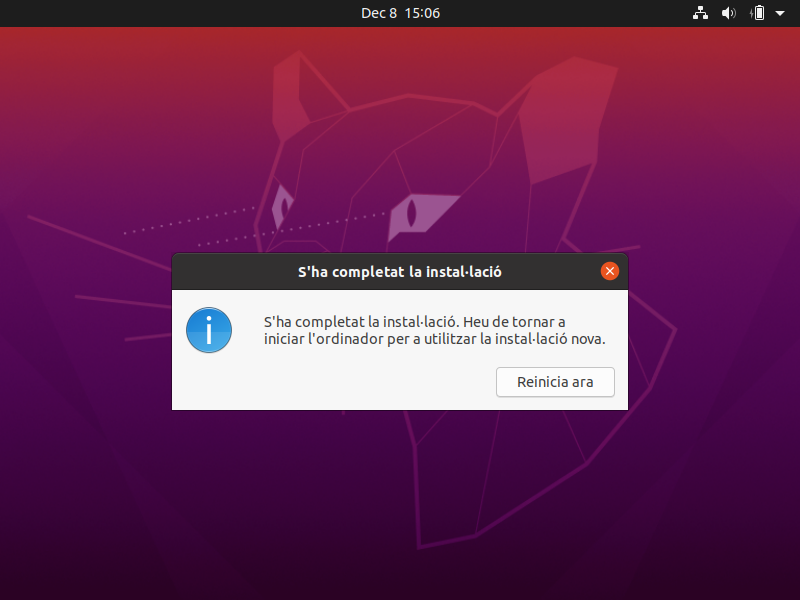 Dec 8 15:06
S'ha completat la instal·lació
S'ha completat la instal·lació. Heu de tornar a
iniciar l'ordinador per a utilitzar la instal·lació nova.
Reinicia ara